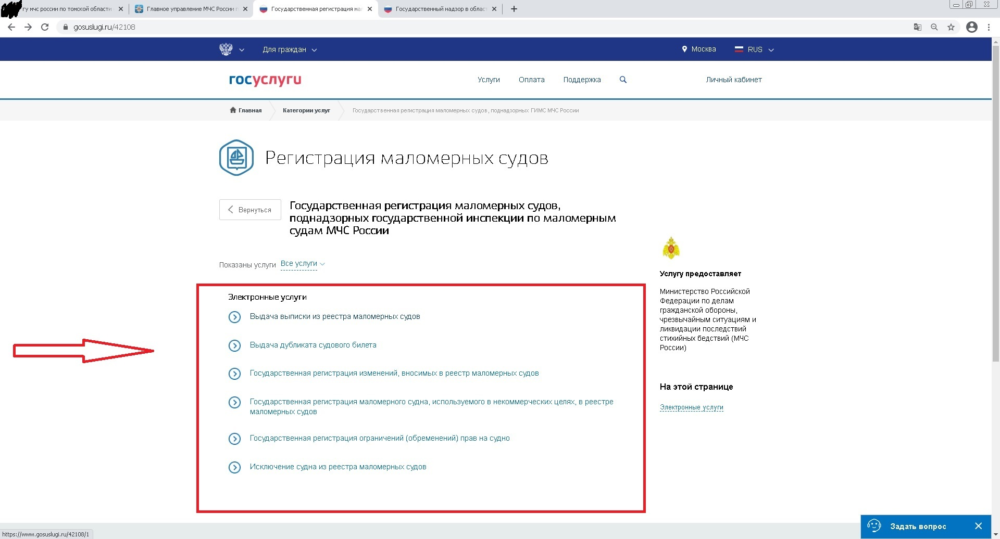 гу мчс россии по томской области
Главное управление МЧС России п
Государственная регистрация мал
Государственный надзор в област
gosuslugi.ru/42108
Для граждан
Москва
RUS
госуслуги
Услуги
Оплата
Поддержка
Личный кабинет
Главная
Категории услуг
Государственная регистрация маломерных судов, поднадзорных ГИМС МЧС России
Регистрация маломерных судов
Вернуться
Государственная регистрация маломерных судов,
поднадзорных государственной инспекции по маломерным
судам МЧС России
Показаны услуги Все услуги
Электронные услуги
Выдача выписки из реестра маломерных судов
Выдача дубликата судового билета
Государственная регистрация изменений, вносимых в реестр маломерных судов
Государственная регистрация маломерного судна, используемого в некоммерческих целях, в реестре
маломерных судов
Государственная регистрация ограничений (обременений) прав на судно
Исключение судна из реестра маломерных судов
Услугу предоставляет
Министерство Российской
Федерации по делам
гражданской обороны,
чрезвычайным ситуациям и
ликвидации последствий
стихийных бедствий (МЧС
России)
На этой странице
Электронные услуги
Задать вопрос
https://www.gosuslugi.ru/42108/1